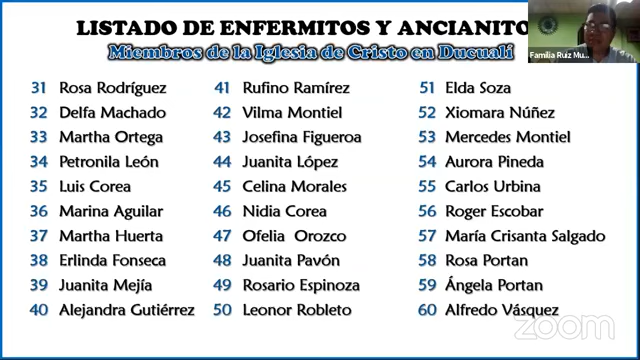 LISTADO DE ENFERMITOS Y ANCIANITO
Miembros de la Iglesia de Cristo en Ducualí
Familia Ruiz Mu...
31 Rosa Rodríguez
32 Delfa Machado
33 Martha Ortega
34 Petronila León
35 Luis Corea
36 Marina Aguilar
37 Martha Huerta
38 Erlinda Fonseca
39 Juanita Mejía
40 Alejandra Gutiérrez
41 Rufino Ramírez
42 Vilma Montiel
43 Josefina Figueroa
44 Juanita López
45 Celina Morales
46 Nidia Corea
47 Ofelia Orozco
48 Juanita Pavón
49 Rosario Espinoza
50 Leonor Robleto
51 Elda Soza
52 Xiomara Núñez
53 Mercedes Montiel
54 Aurora Pineda
55 Carlos Urbina
56 Roger Escobar
57 María Crisanta Salgado
58 Rosa Portan
59 Ángela Portan
60 Alfredo Vásquez
zoom